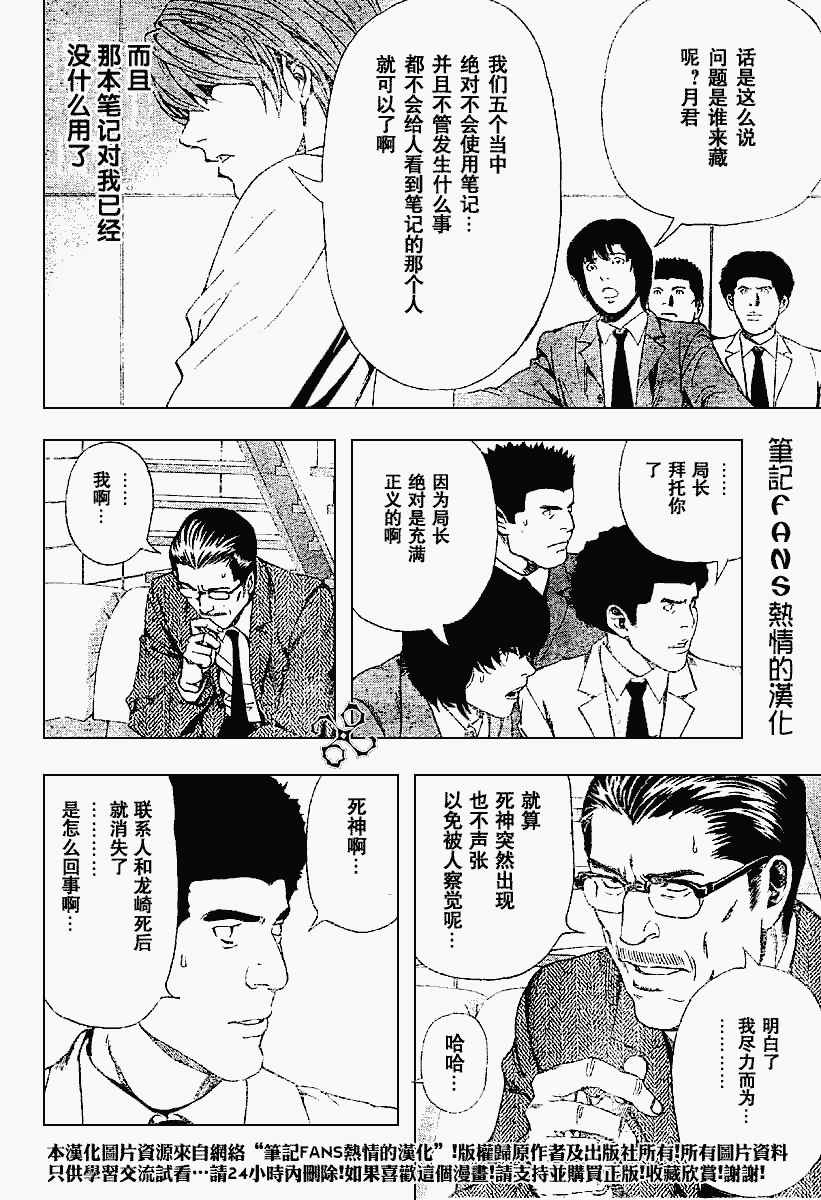 话是这么说
问题是谁来藏
呢？月君
我们五个当中
绝对不会使用笔记…
并且不管发生什么事
都不会给人看到笔记的那个人
就可以了啊
而且
那本笔记对我已经
没什么用了
……
局长
拜托你
了
因为局长
绝对是充满
正义的啊
……
我啊…
筆記FANS熱情的漢化
就算
死神突然出现
也不声张
以免被人察觉呢…
明白了
我尽力而为…
…………
哈哈…
死神啊…
联系人和龙崎死后
就消失了
…………
是怎么回事啊…
本漢化圖片資源來自網絡“筆記FANS熱情的漢化”!版權歸原作者及出版社所有!所有圖片資料
只供學習交流試看…請24小時內刪除!如果喜歡這個漫畫!請支持並購買正版!收藏欣賞!謝謝!